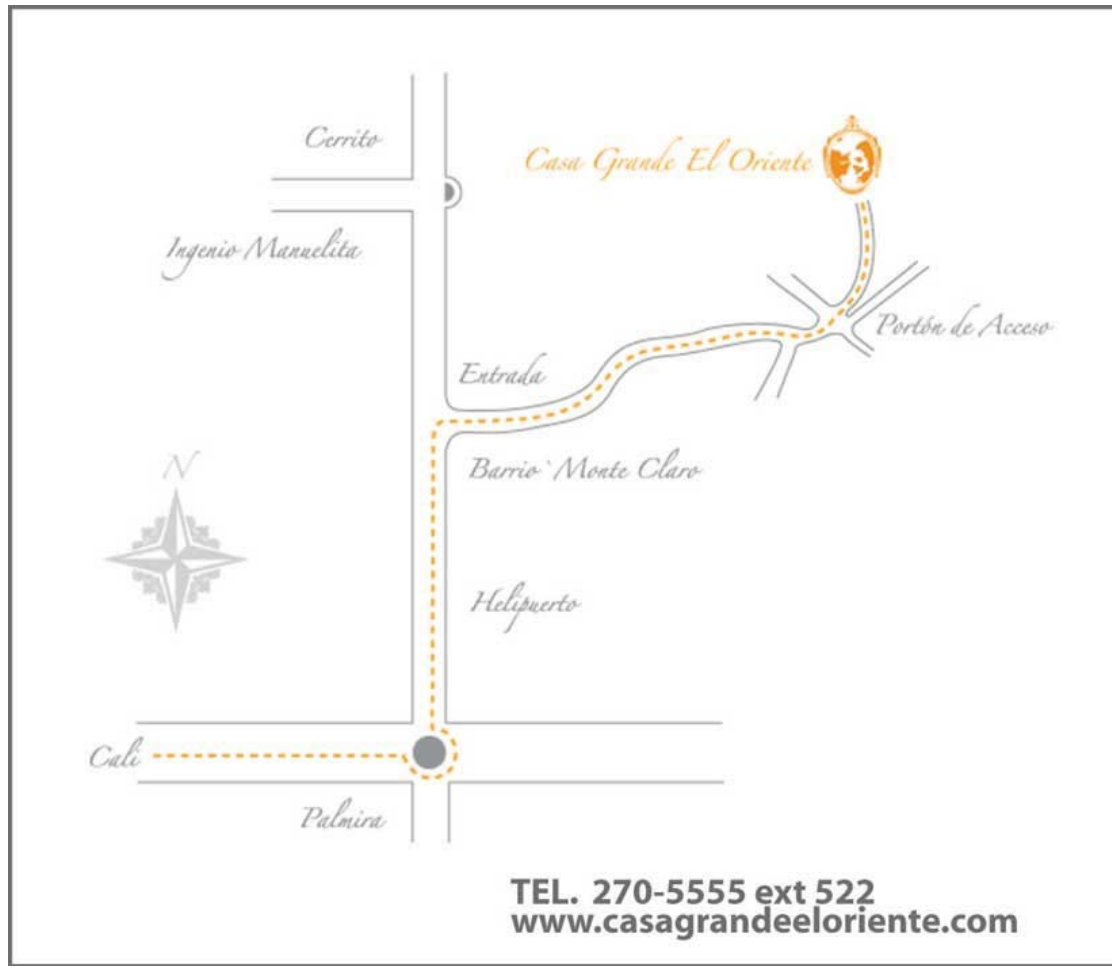 Cerrito
Casa Grande El Oriente
Ingenio Manuelita
Portón de Acceso
Entrada
Barrio`Monte Claro
N
Helipuerto
Cali
Palmira
TEL. 270-5555 ext 522
www.casagrandeeloriente.com